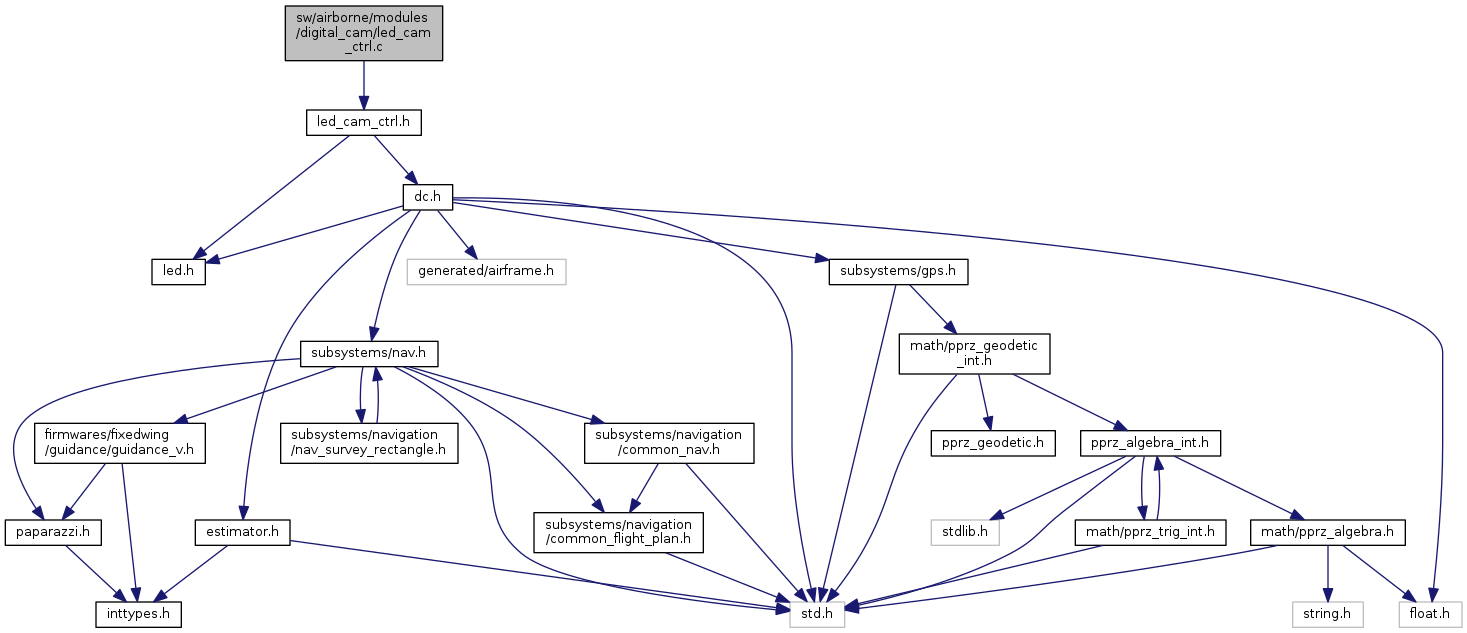 sw/airborne/modules
/digital_cam/led_cam
_ctrl.c
led_cam_ctrl.h
dc.h
led.h
generated/airframe.h
subsystems/gps.h
subsystems/nav.h
math/pprz_geodetic
_int.h
firmwares/fixedwing
/guidance/guidance_v.h
subsystems/navigation
/nav_survey_rectangle.h
subsystems/navigation
/common_nav.h
pprz_geodetic.h
pprz_algebra_int.h
paparazzi.h
estimator.h
subsystems/navigation
/common_flight_plan.h
stdlib.h
math/pprz_trig_int.h
math/pprz_algebra.h
inttypes.h
std.h
string.h
float.h